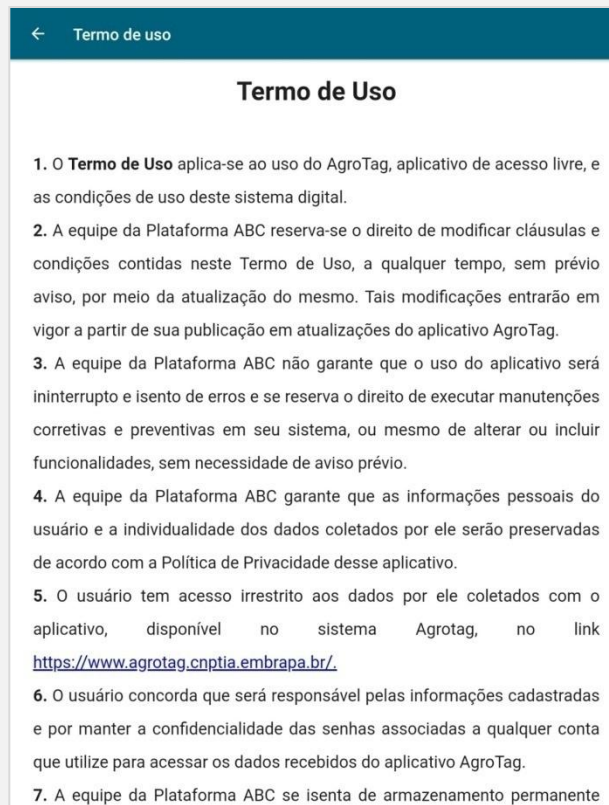 ← Termo de uso
Termo de Uso
1. O Termo de Uso aplica-se ao uso do AgroTag, aplicativo de acesso livre, e
as condições de uso deste sistema digital.
2. A equipe da Plataforma ABC reserva-se o direito de modificar cláusulas e
condições contidas neste Termo de Uso, a qualquer tempo, sem prévio
aviso, por meio da atualização do mesmo. Tais modificações entrarão em
vigor a partir de sua publicação em atualizações do aplicativo AgroTag.
3. A equipe da Plataforma ABC não garante que o uso do aplicativo será
ininterrupto e isento de erros e se reserva o direito de executar manutenções
corretivas e preventivas em seu sistema, ou mesmo de alterar ou incluir
funcionalidades, sem necessidade de aviso prévio.
4. A equipe da Plataforma ABC garante que as informações pessoais do
usuário e a individualidade dos dados coletados por ele serão preservadas
de acordo com a Política de Privacidade desse aplicativo.
5. O usuário tem acesso irrestrito aos dados por ele coletados com o
aplicativo, disponível no sistema Agrotag, no link
https://www.agrotag.cnptia.embrapa.br/.
6. O usuário concorda que será responsável pelas informações cadastradas
e por manter a confidencialidade das senhas associadas a qualquer conta
que utilize para acessar os dados recebidos do aplicativo AgroTag.
7. A equipe da Plataforma ABC se isenta de armazenamento permanente